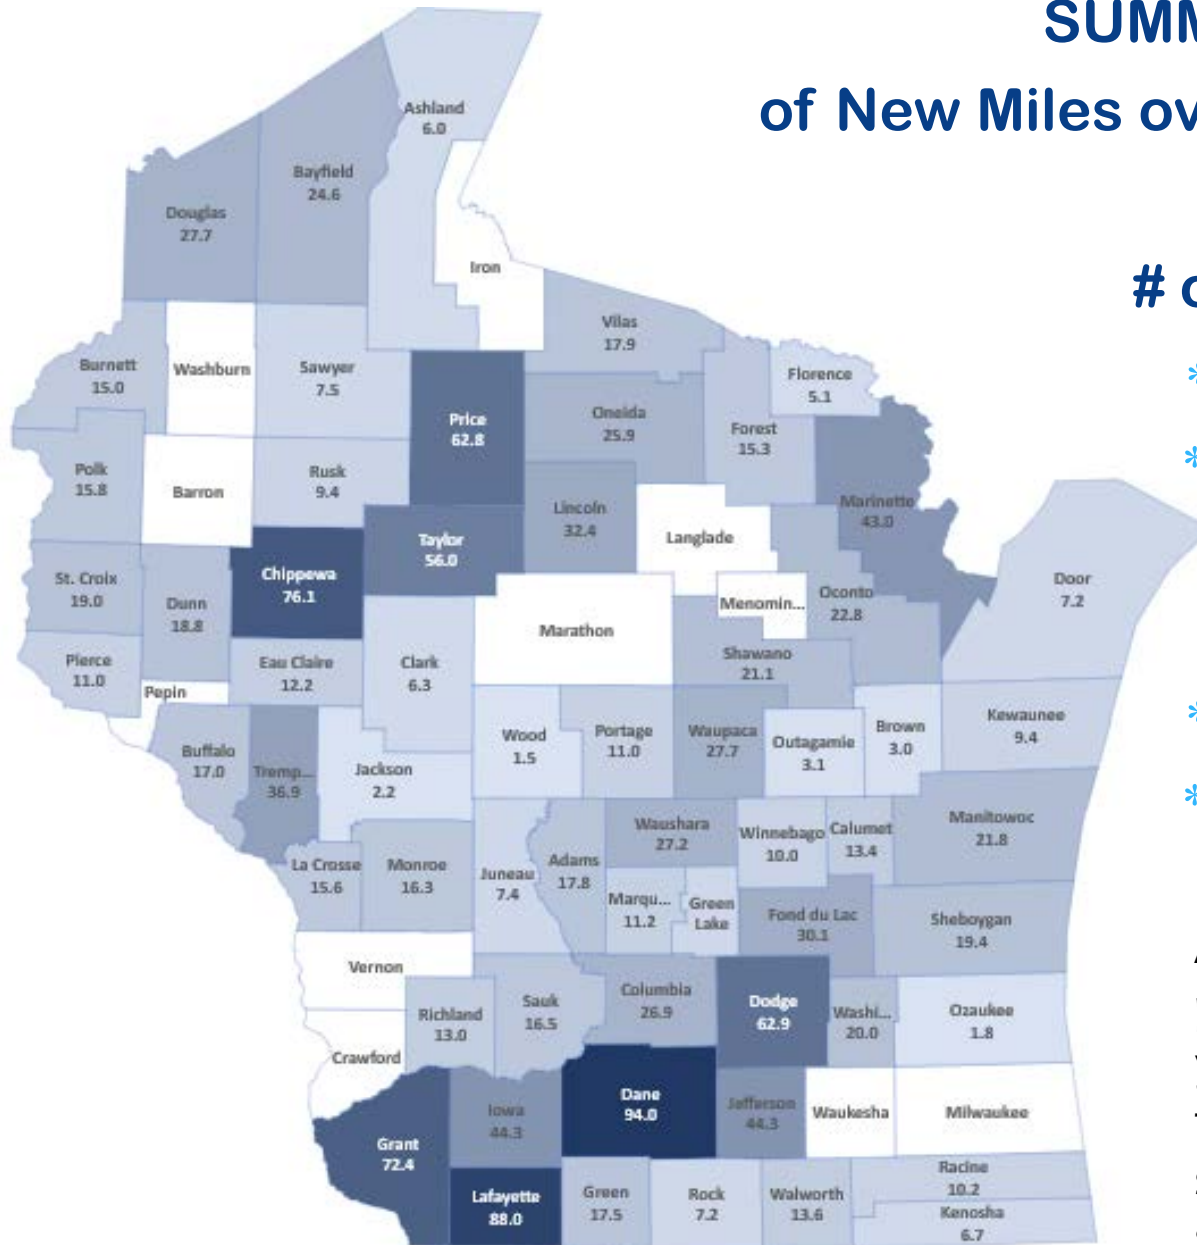 SUMM
of New Miles ov
# o
Ashland
6.0
Bayfield
24.6
Douglas
27.7
Iron
Vilas
17.9
Burnett
15.0
Washburn
Sawyer
7.5
Florence
5.1
Price
62.8
Oneida
25.9
Forest
15.3
Polk
15.8
Barron
Rusk
9.4
Marinette
43.0
Lincoln
32.4
Langlade
Taylor
56.0
Chippewa
76.1
St. Croix
19.0
Dunn
18.8
Door
7.2
Oconto
22.8
Menomin...
Marathon
Shawano
21.1
Pierce
11.0
Eau Claire
12.2
Clark
6.3
Pepin
Kewaunee
9.4
Wood
1.5
Portage
11.0
Waupaca
27.7
Outagamie
3.1
Brown
3.0
Buffalo
17.0
Tremp...
36.9
Jackson
2.2
Manitowoc
21.8
Waushara
27.2
Winnebago
10.0
Calumet
13.4
La Crosse
15.6
Monroe
16.3
Juneau
7.4
Adams
17.8
Marqu...
11.2
Green
Lake
Fond du Lac
30.1
Sheboygan
19.4
Vernon
Richland
13.0
Sauk
16.5
Columbia
26.9
Dodge
62.9
Washi...
20.0
Ozaukee
1.8
Crawford
Iowa
44.3
Dane
94.0
Jefferson
44.3
Waukesha
Milwaukee
Grant
72.4
Lafayette
88.0
Green
17.5
Rock
7.2
Walworth
13.6
Racine
10.2
Kenosha
6.7